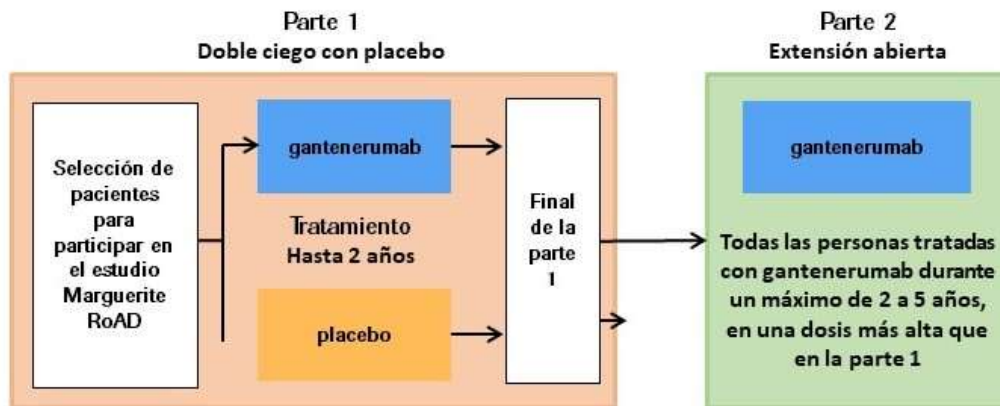 Parte 1
Doble ciego con placebo
Selección de
pacientes
para
participar en
el estudio
Marguerite
RoAD
gantenerumab
Tratamiento
Hasta 2 años
placebo
Final
de la
parte
1
Parte 2
Extensión abierta
gantenerumab
Todas las personas tratadas
con gantenerumab durante
un máximo de 2 a 5 años,
en una dosis más alta que
en la parte 1